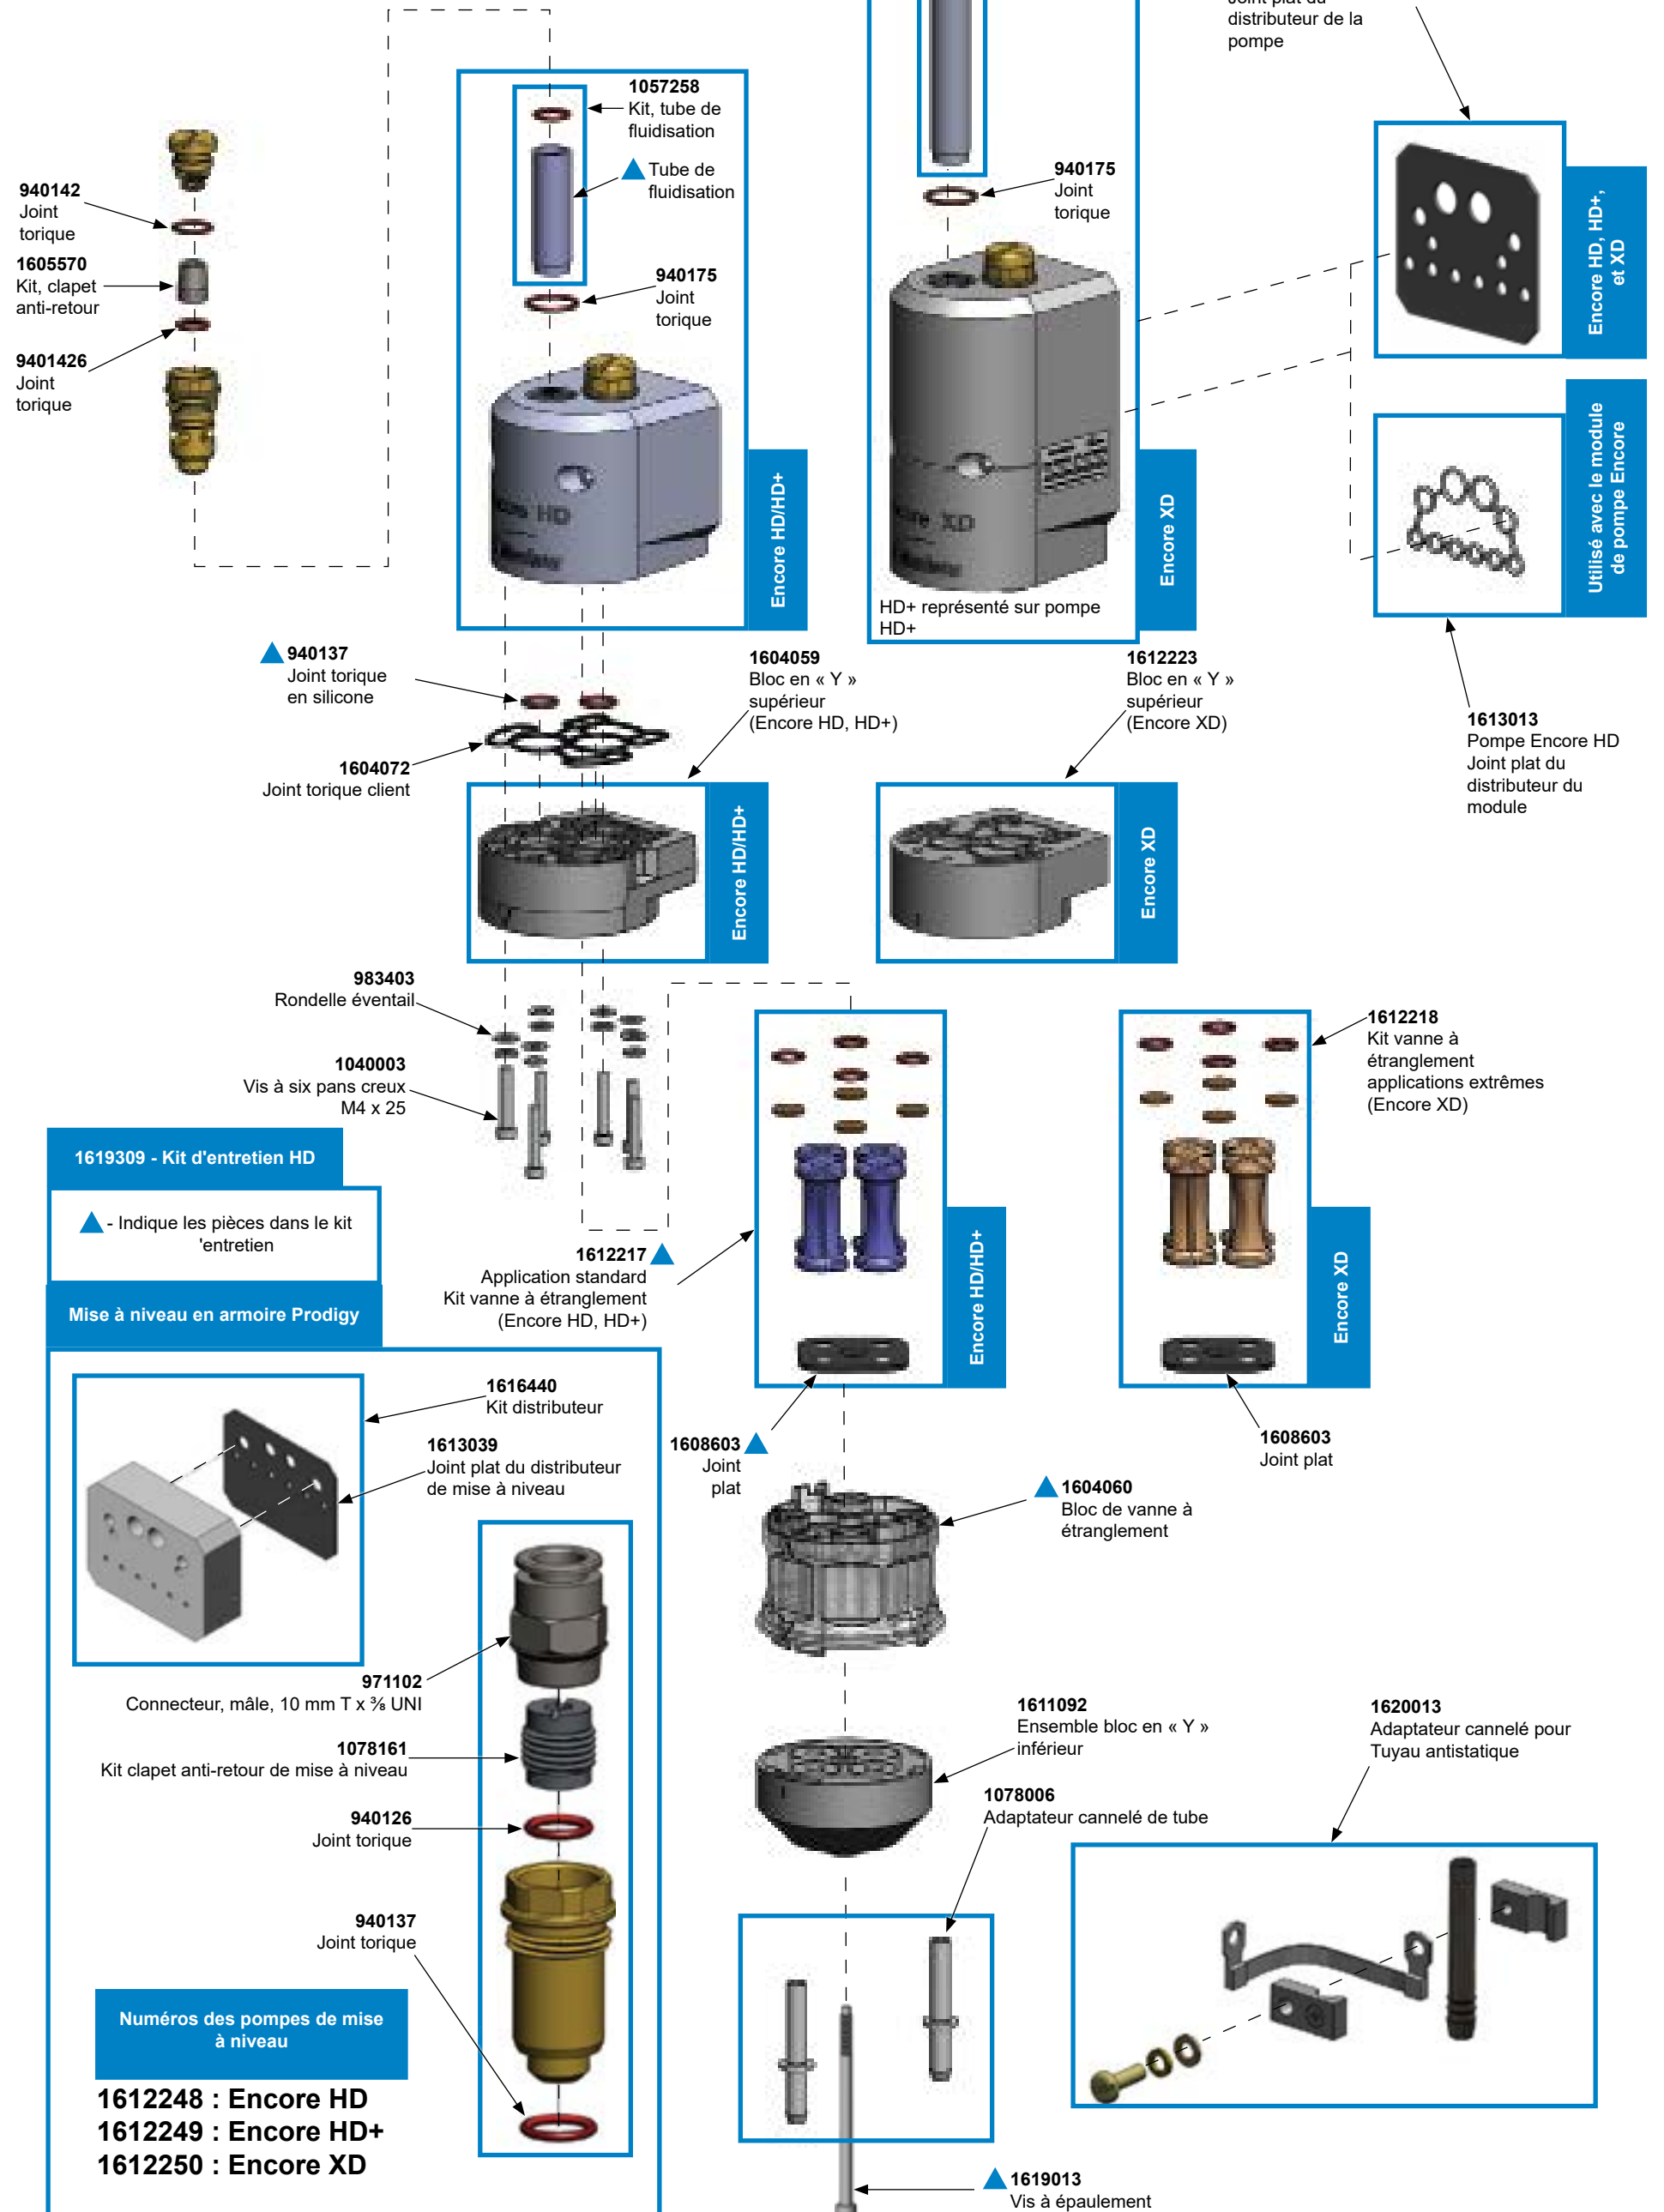 Joint plat du
distributeur de la
pompe
1057258
Kit, tube de
fluidisation
Tube de
fluidisation
940175
Joint
torique
940142
Joint
torique
1605570
Kit, clapet
anti-retour
9401426
Joint
torique
940175
Joint
torique
Encore HD, HD+,
et XD
Encore HD/HD+
Encore XD
Utilisé avec le module
de pompe Encore
HD
XD
HD+ représenté sur pompe
HD+
940137
Joint torique
en silicone
1604059
Bloc en « Y »
supérieur
(Encore HD, HD+)
1612223
Bloc en « Y »
supérieur
(Encore XD)
1613013
Pompe Encore HD
Joint plat du
distributeur du
module
1604072
Joint torique client
Encore HD/HD+
Encore XD
983403
Rondelle éventail
1040003
Vis à six pans creux
M4 x 25
1612218
Kit vanne à
étranglement
applications extrêmes
(Encore XD)
1619309 - Kit d'entretien HD
- Indique les pièces dans le kit
'entretien
1612217
Application standard
Kit vanne à étranglement
(Encore HD, HD+)
Encore HD/HD+
Encore XD
Mise à niveau en armoire Prodigy
1616440
Kit distributeur
1613039
Joint plat du distributeur
de mise à niveau
1608603
Joint
plat
1608603
Joint plat
1604060
Bloc de vanne à
étranglement
971102
Connecteur, mâle, 10 mm T x ⅜ UNI
1078161
Kit clapet anti-retour de mise à niveau
940126
Joint torique
940137
Joint torique
1611092
Ensemble bloc en « Y »
inférieur
1078006
Adaptateur cannelé de tube
1620013
Adaptateur cannelé pour
Tuyau antistatique
Numéros des pompes de mise
à niveau
1612248 : Encore HD
1612249 : Encore HD+
1612250 : Encore XD
1619013
Vis à épaulement